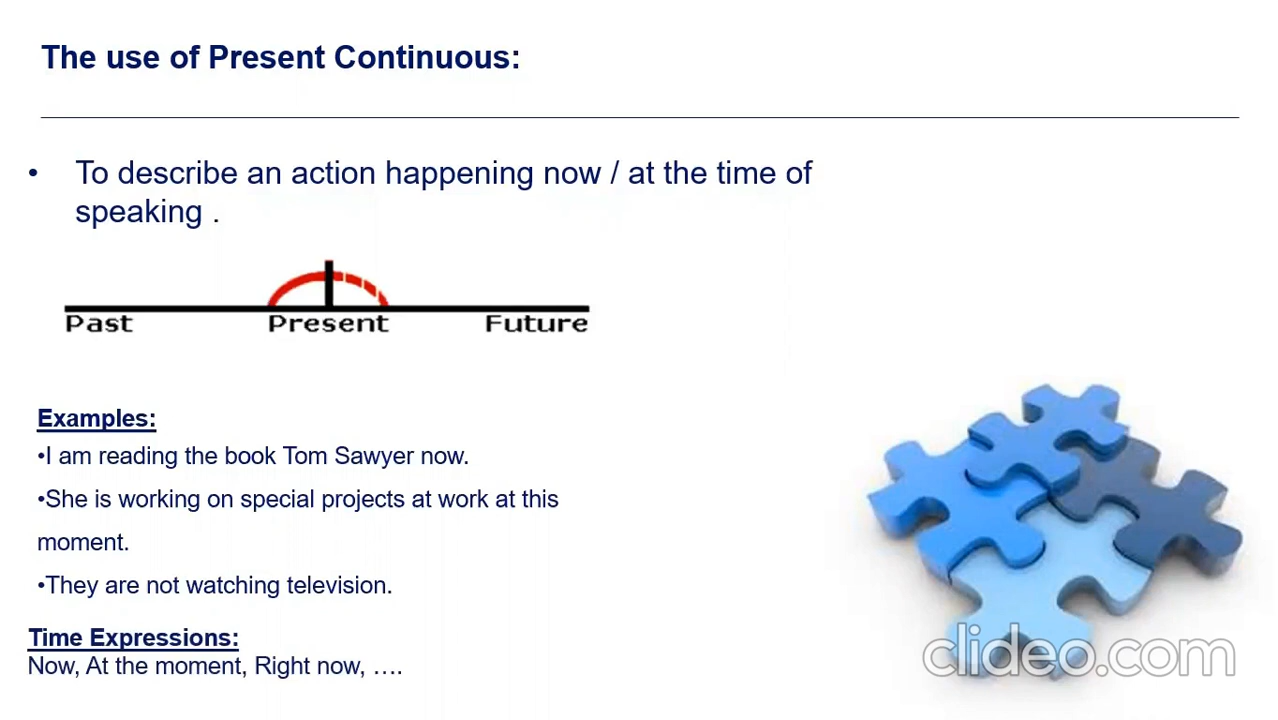 The use of Present Continuous:
• To describe an action happening now / at the time of
speaking .
Past Present Future
Examples:
•I am reading the book Tom Sawyer now.
•She is working on special projects at work at this
moment.
•They are not watching television.
Time Expressions:
Now, At the moment, Right now, ….
clideo.com